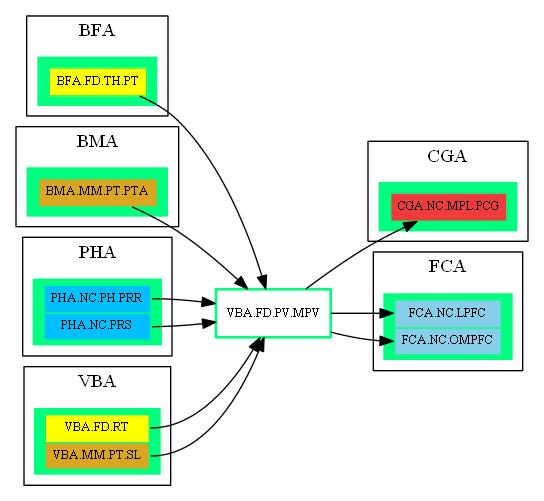 BFA
BFA.FD.TH.PT
BMA
BMA.MM.PT.PTA
PHA
PHA.NC.PH.PRR
PHA.NC.PRS
VBA
VBA.FD.RT
VBA.MM.PT.SL
VBA.FD.PV.MPV
CGA
CGA.NC.MPL.PCG
FCA
FCA.NC.LPFC
FCA.NC.OMPFC